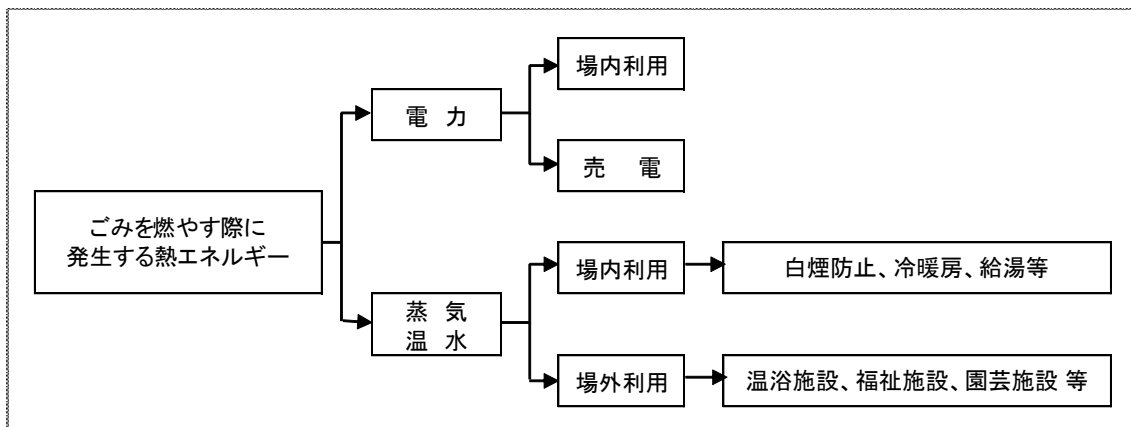 場内利用
電 力
売 電
ごみを燃やす際に
発生する熱エネルギー
場内利用
白煙防止、冷暖房、給湯等
蒸 気
温 水
場外利用
温浴施設、福祉施設、園芸施設 等